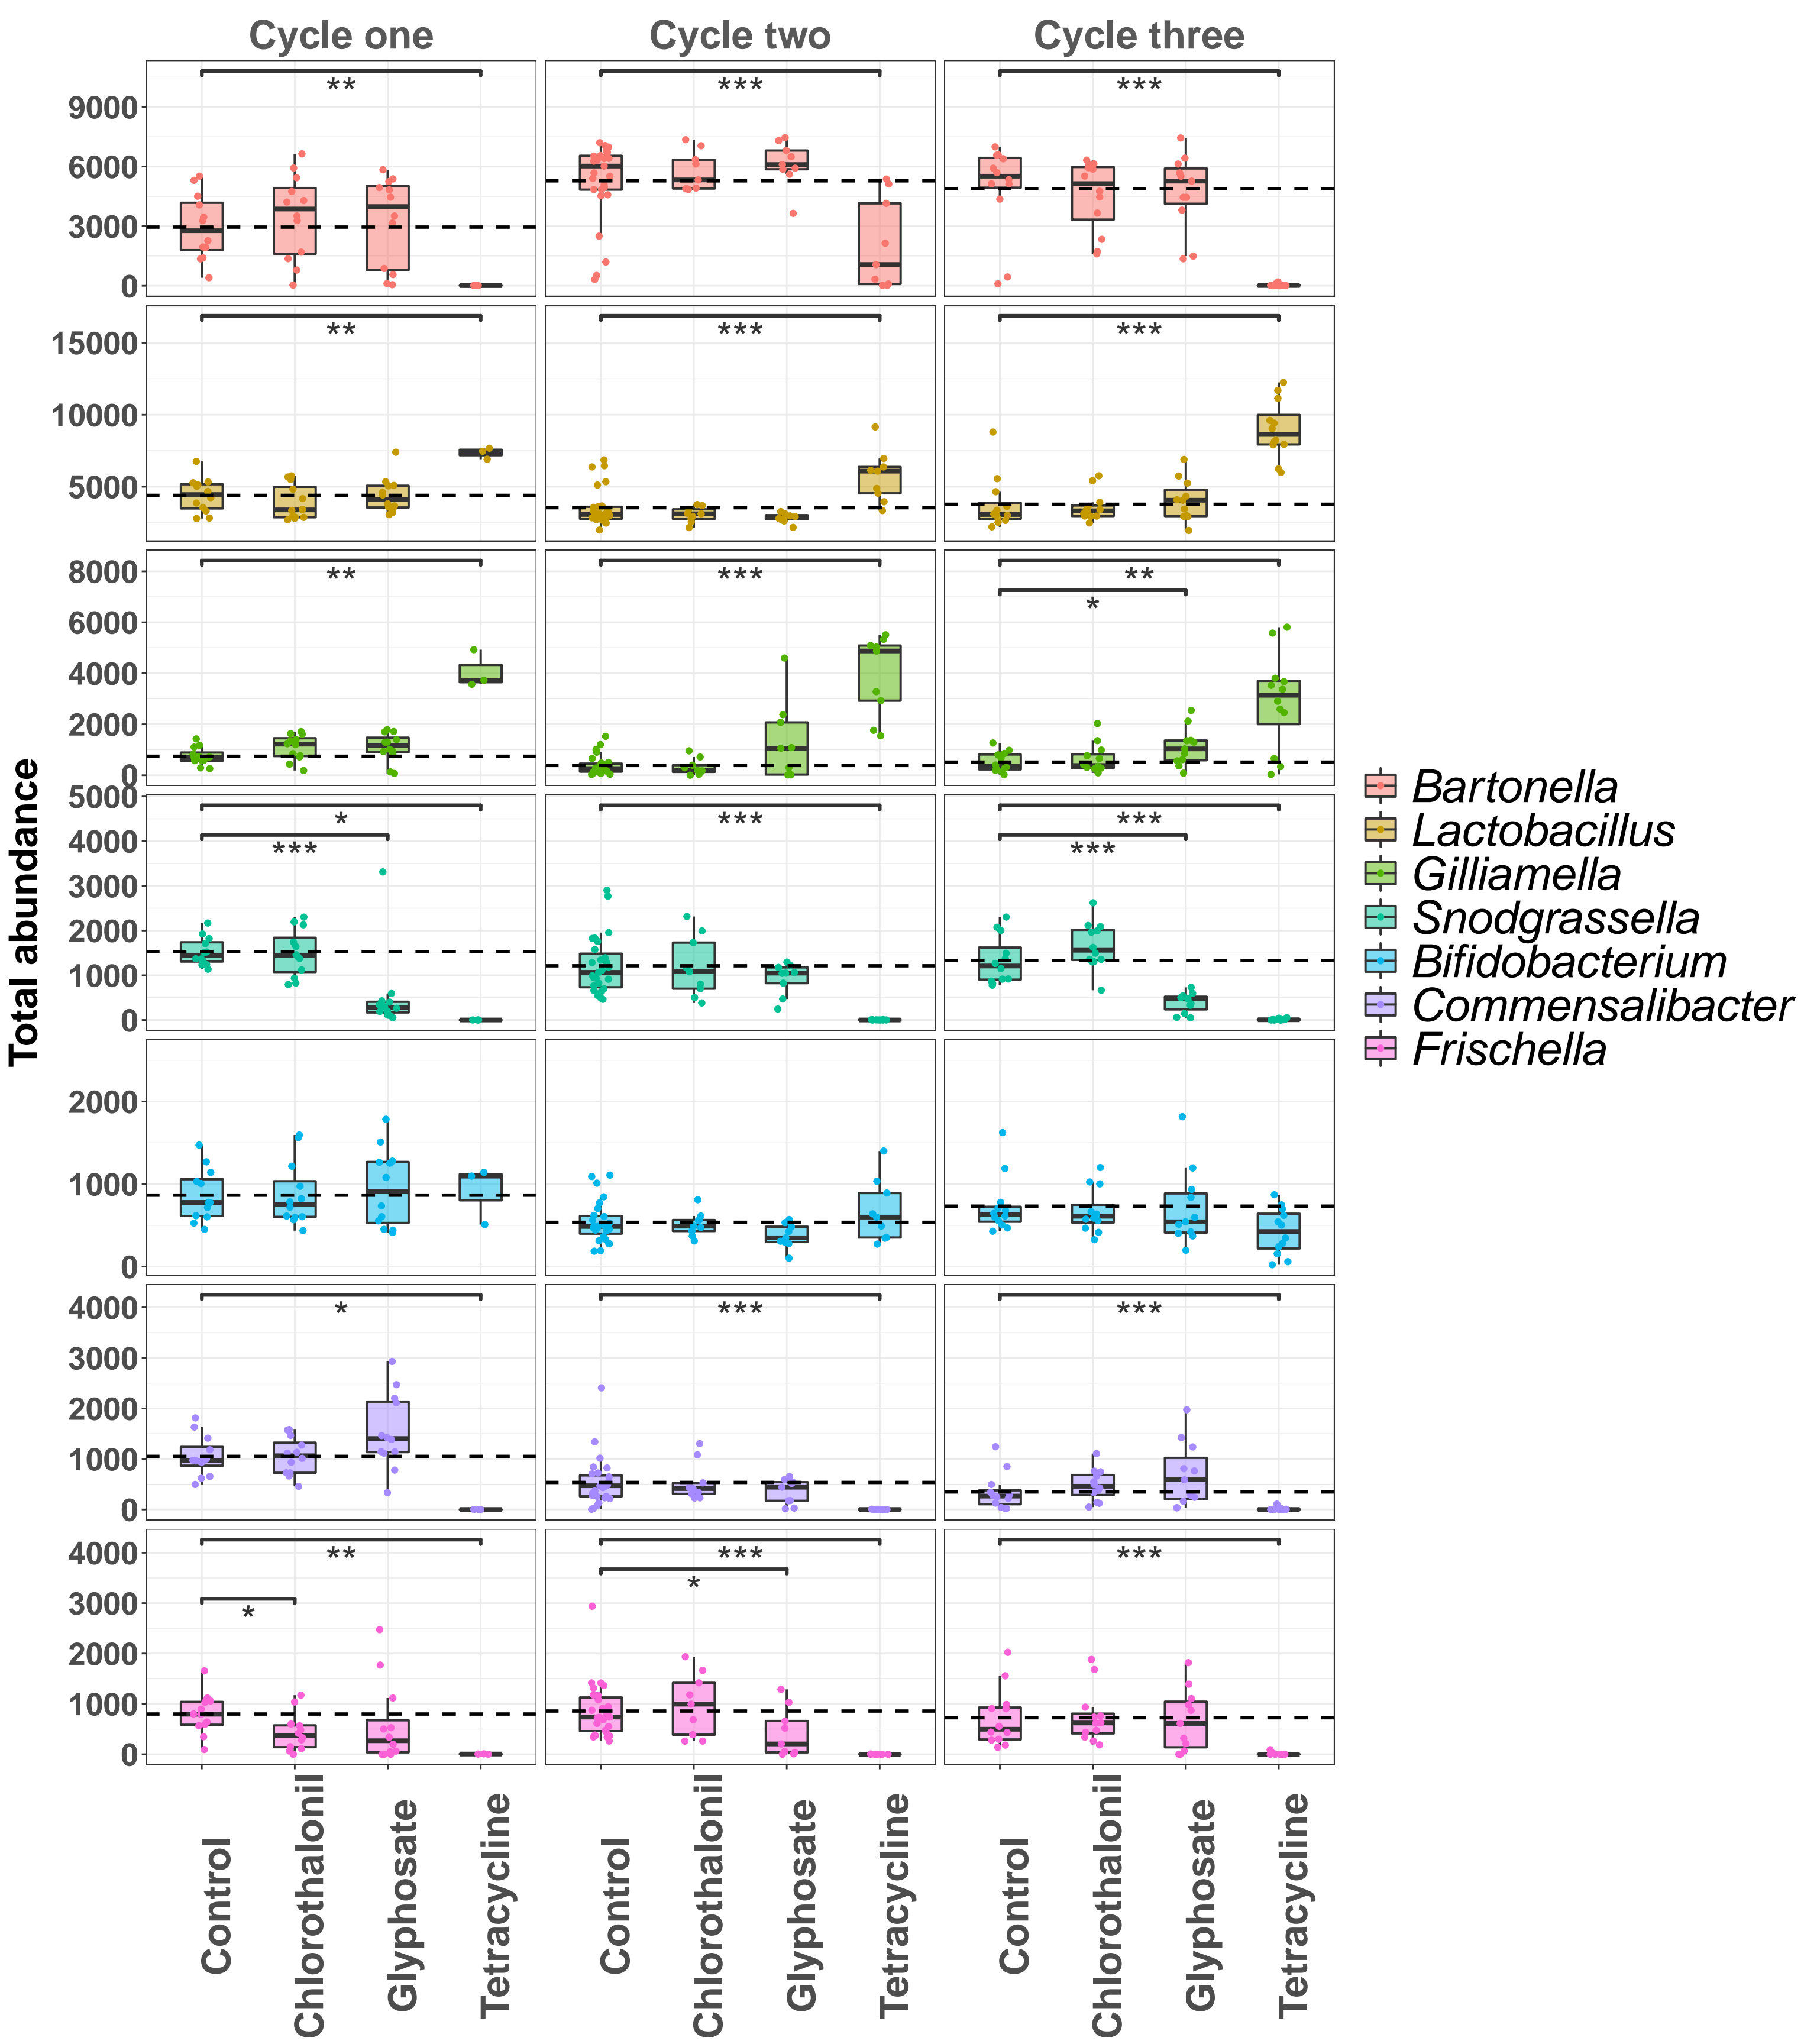 Cycle one Cycle two Cycle three
** *** ***
9000
6000
3000
0
** *** ***
15000
10000
5000
** *** **
*
8000
6000
4000
2000
0
* *** ***
*** ***
5000
4000
3000
2000
1000
0
2000
1000
0
* *** ***
4000
3000
2000
1000
0
** *** ***
* *
4000
3000
2000
1000
0
Total abundance
Control Chlorothalonil Glyphosate Tetracycline Control Chlorothalonil Glyphosate Tetracycline Control Chlorothalonil Glyphosate Tetracycline
Bartonella
Lactobacillus
Gilliamella
Snodgrassella
Bifidobacterium
Commensalibacter
Frischella